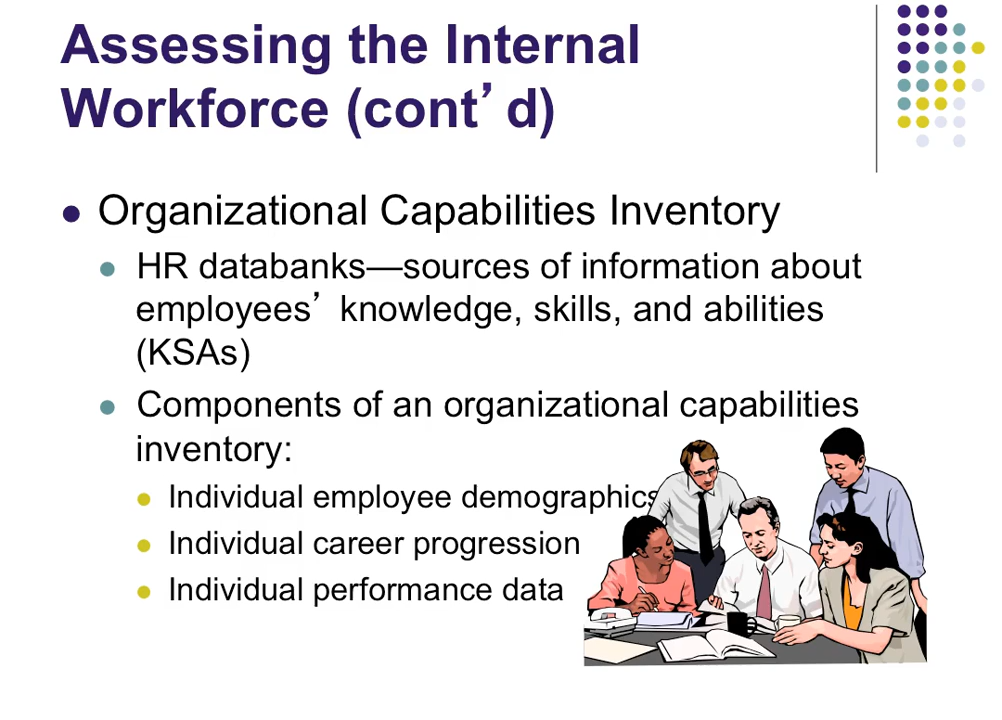 Assessing the Internal
Workforce (cont’d)
Organizational Capabilities Inventory
HR databanks—sources of information about
employees’ knowledge, skills, and abilities
(KSAs)
Components of an organizational capabilities
inventory:
Individual employee demographics
Individual career progression
Individual performance data